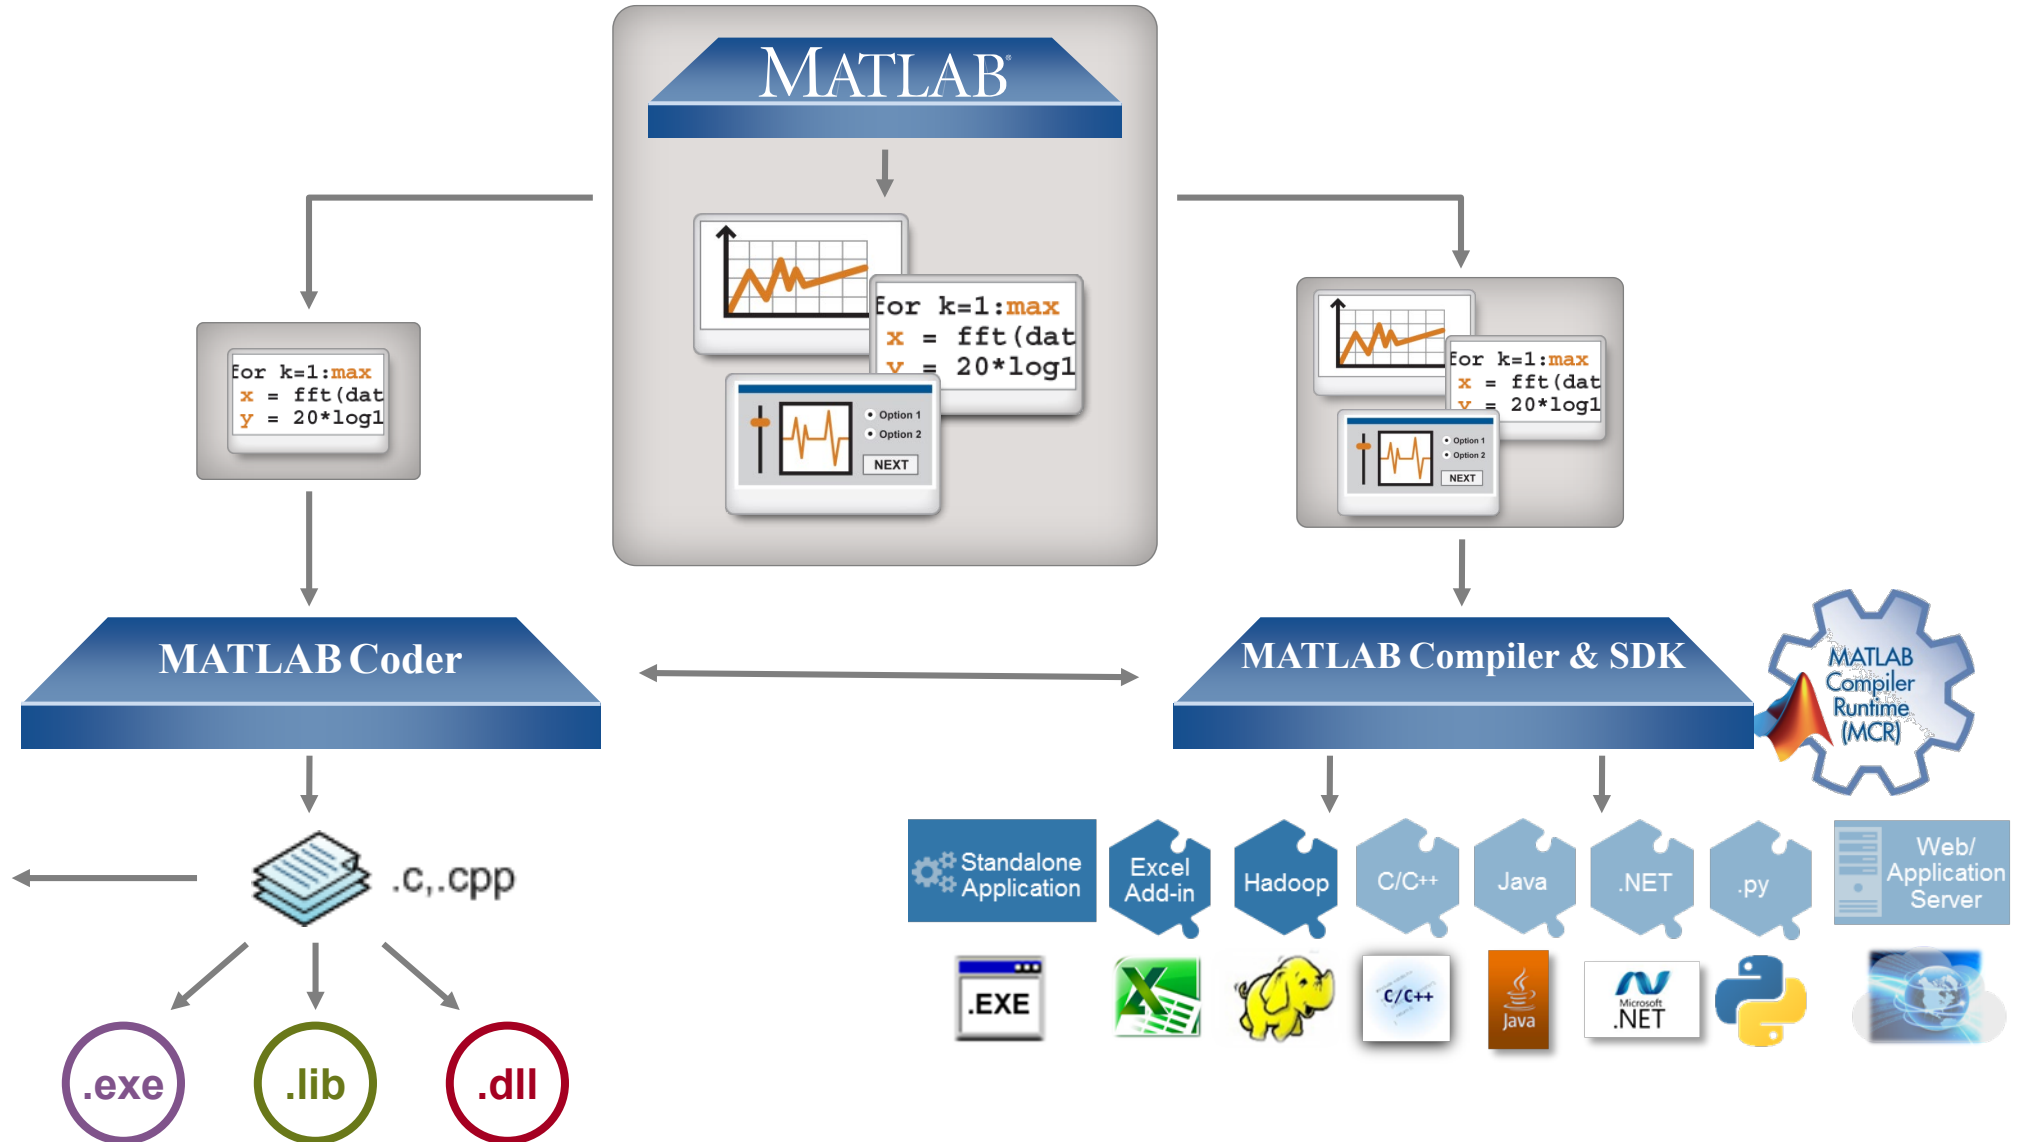 MATLAB®
for k=1:max
x = fft(dat
y = 20*log1
Option 1
Option 2
NEXT
for k=1:max
x = fft(dat
y = 20*log1
for k=1:max
x = fft(dat
y = 20*log1
Option 1
Option 2
NEXT
MATLAB Coder
MATLAB Compiler & SDK
MATLAB
Compiler
Runtime
(MCR)
.c,.cpp
Standalone
Application
Excel
Add-in
Hadoop
C/C++
Java
.NET
.py
Web/
Application
Server
.EXE
X
C/C++
Java
Microsoft
.NET
.exe
.lib
.dll